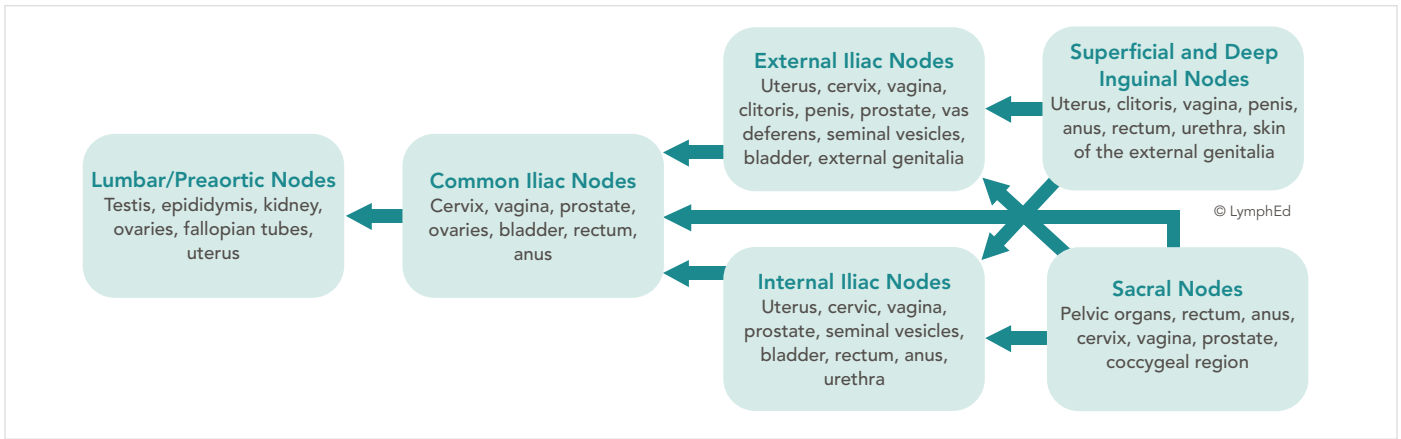 Lumbar/Preaortic Nodes
Testis, epididymis, kidney,
ovaries, fallopian tubes,
uterus
Common Iliac Nodes
Cervix, vagina, prostate,
ovaries, bladder, rectum,
anus
External Iliac Nodes
Uterus, cervix, vagina,
clitoris, penis, prostate, vas
deferens, seminal vesicles,
bladder, external genitalia
Internal Iliac Nodes
Uterus, cervic, vagina,
prostate, seminal vesicles,
bladder, rectum, anus,
urethra
Superficial and Deep
Inguinal Nodes
Uterus, clitoris, vagina, penis,
anus, rectum, urethra, skin
of the external genitalia
© LymphEd
Sacral Nodes
Pelvic organs, rectum, anus,
cervix, vagina, prostate,
coccygeal region